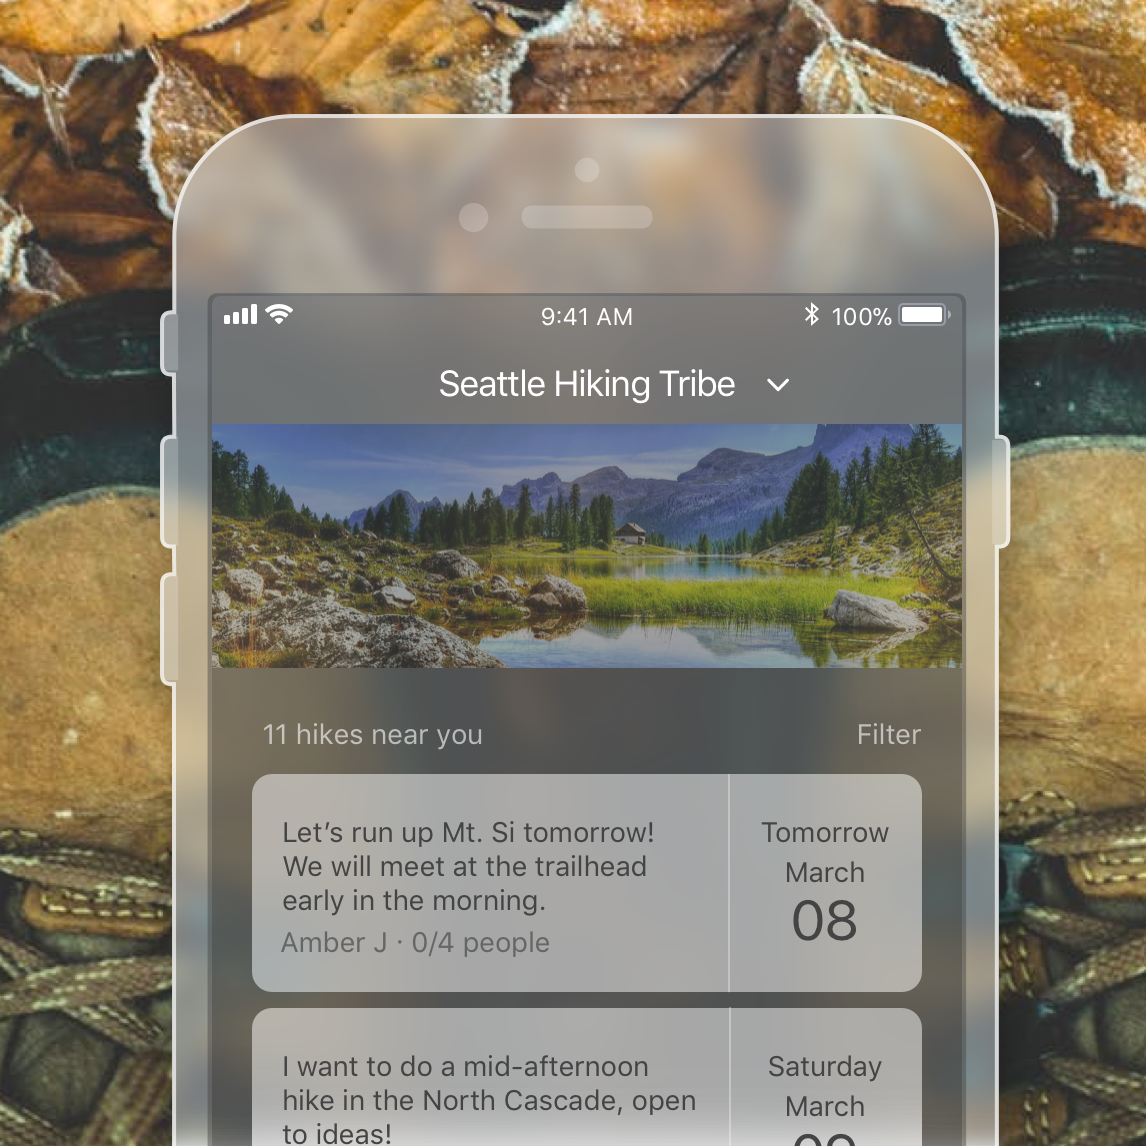 9:41 AM 100%
Seattle Hiking Tribe
11 hikes near you Filter
Let’s run up Mt. Si tomorrow!
We will meet at the trailhead
early in the morning.
Amber J · 0/4 people
Tomorrow
March
08
I want to do a mid-afternoon
hike in the North Cascade, open
to ideas!
Saturday
March
09